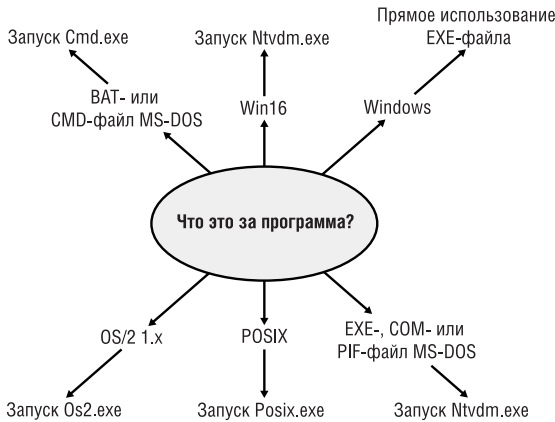 Запуск Cmd.exe
Запуск Ntvdm.exe
Прямое использование
EXE-файла
BAT- или
CMD-файл MS-DOS
Win16
Windows
Что это за программа?
OS/2 1.x
POSIX
EXE-, COM- или
PIF-файл MS-DOS
Запуск Os2.exe
Запуск Posix.exe
Запуск Ntvdm.exe